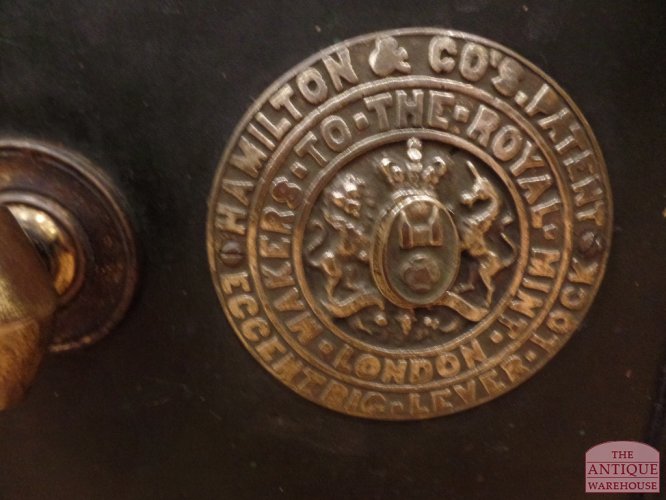 HAMILTON & CO'S. PATENT
ECCENTRIC·LEVER·LOCK
MAKERS·TO·THE·ROYAL·MINT
·LONDON·
THE
ANTIQUE
WAREHOUSE